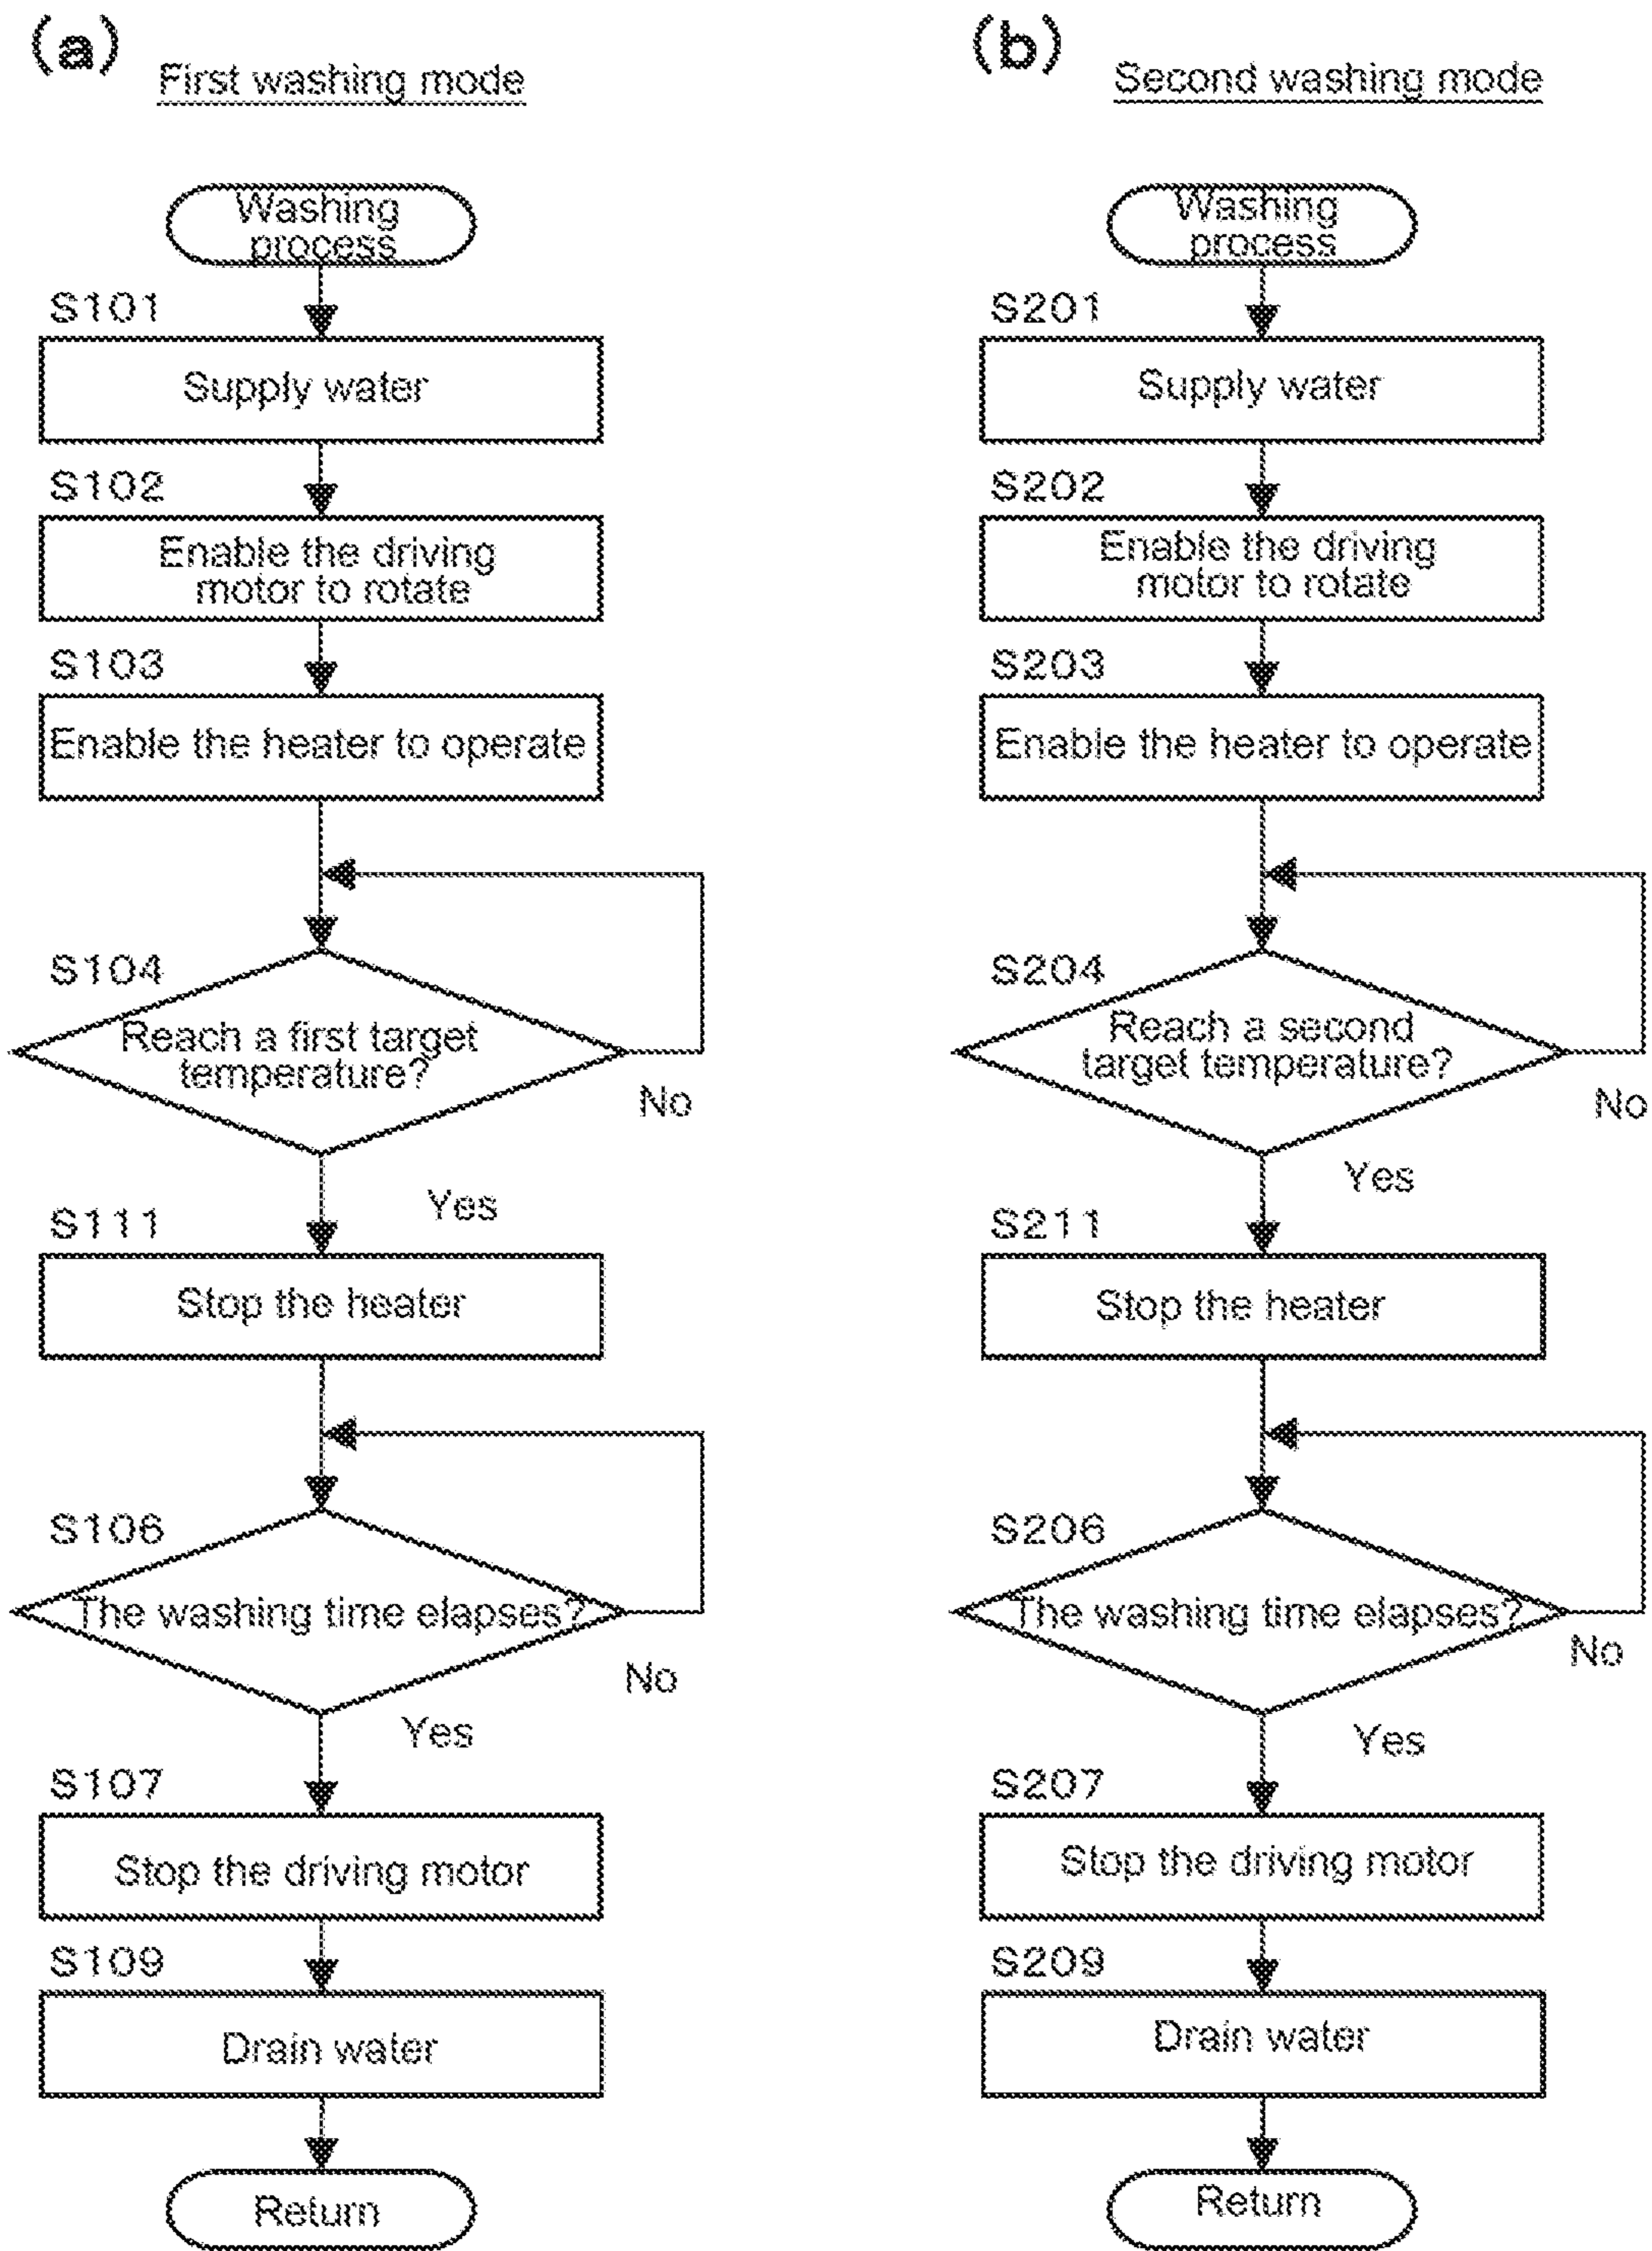 (a)
First washing mode
Washing
process
S101
Supply water
S102
Enable the driving
motor to rotate
S103
Enable the heater to operate
S104
Reach a first target
temperature?
No
Yes
S111
Stop the heater
S106
The washing time elapses?
No
Yes
S107
Stop the driving motor
S109
Drain water
Return
(b)
Second washing mode
Washing
process
S201
Supply water
S202
Enable the driving
motor to rotate
S203
Enable the heater to operate
S204
Reach a second
target temperature?
No
Yes
S211
Stop the heater
S206
The washing time elapses?
No
Yes
S207
Stop the driving motor
S209
Drain water
Return